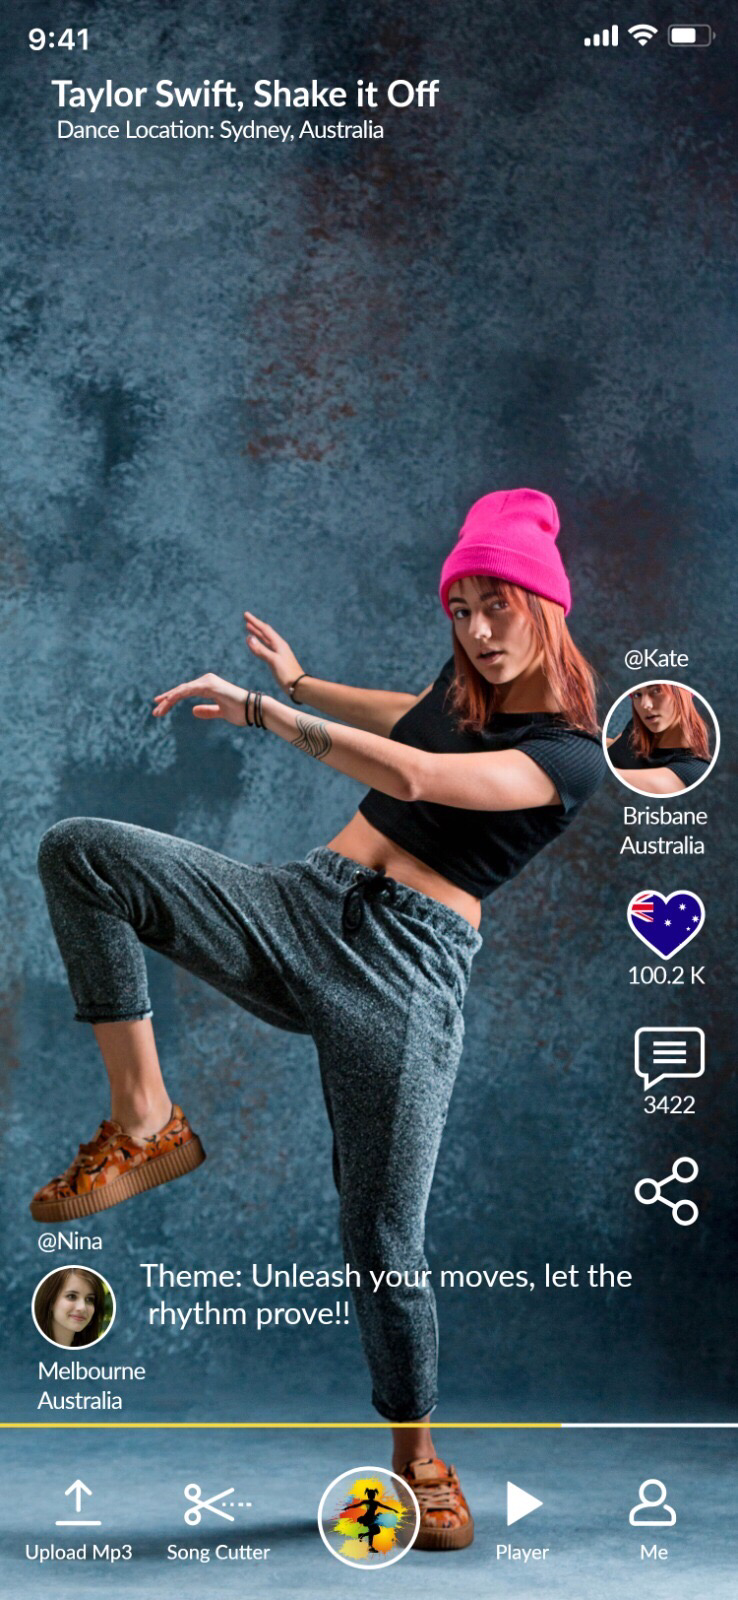 9:41
Taylor Swift, Shake it Off
Dance Location: Sydney, Australia
@Kate
Brisbane
Australia
100.2 K
3422
@Nina
Theme: Unleash your moves, let the
rhythm prove!!
Melbourne
Australia
Upload Mp3
Song Cutter
Player
Me